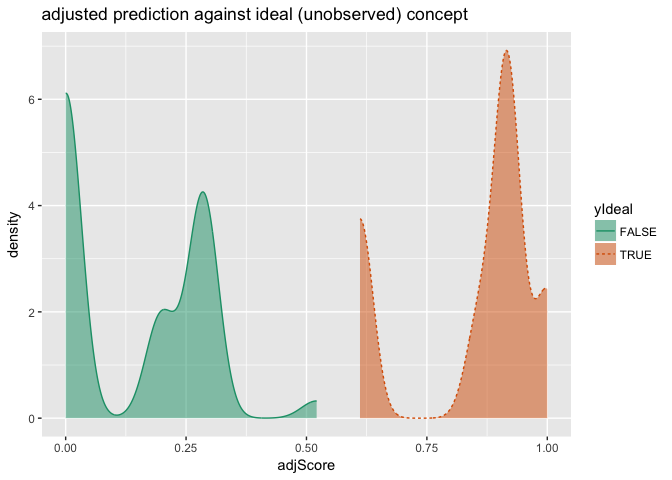 adjusted prediction against ideal (unobserved) concept
density
6
4
2
0
0.00 0.25 0.50 0.75 1.00
adjScore
yIdeal
FALSE
TRUE